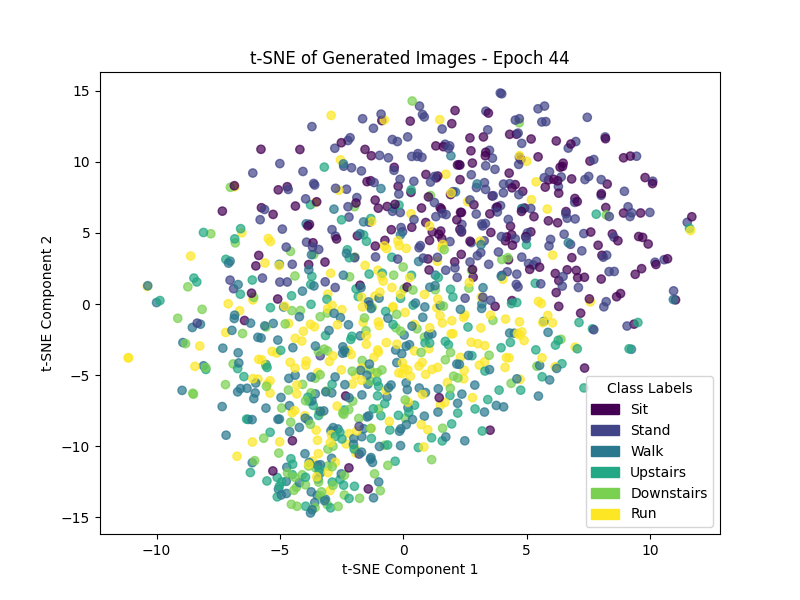 t-SNE of Generated Images - Epoch 44
15
10
5
0
−5
−10
−15
t-SNE Component 2
−10
−5
0
5
10
t-SNE Component 1
Class Labels
Sit
Stand
Walk
Upstairs
Downstairs
Run